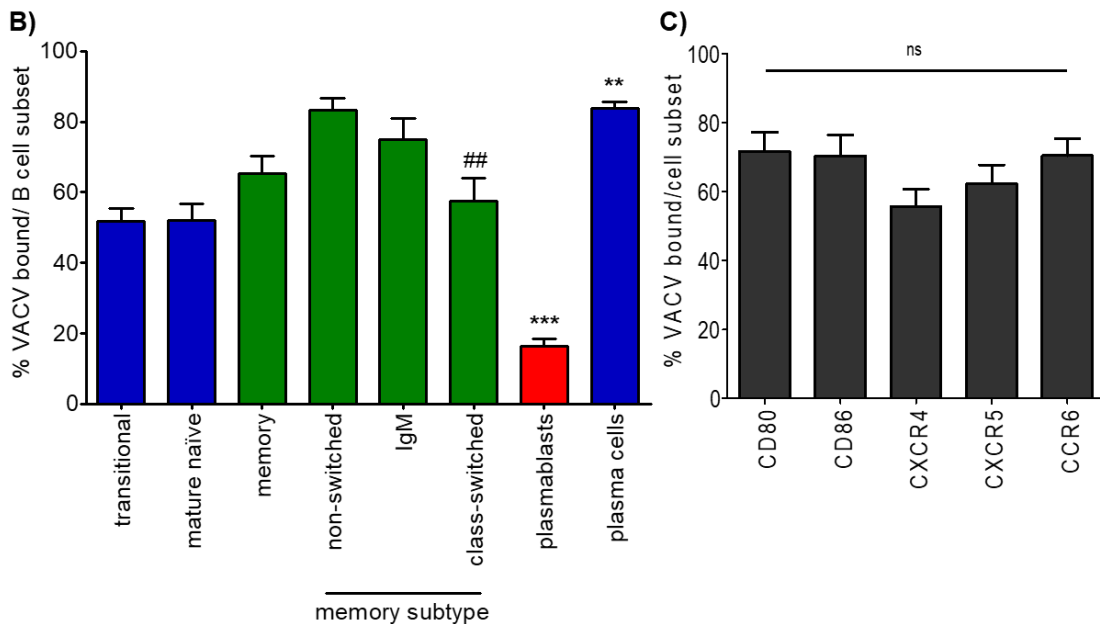 B)
% VACV bound/ B cell subset
100
80
60
40
20
0
##
***
**
transitional
mature naïve
memory
non-switched
IgM
class-switched
plasmablasts
plasma cells
memory subtype
C)
% VACV bound/cell subset
100
80
60
40
20
0
ns
CD80
CD86
CXCR4
CXCR5
CCR6